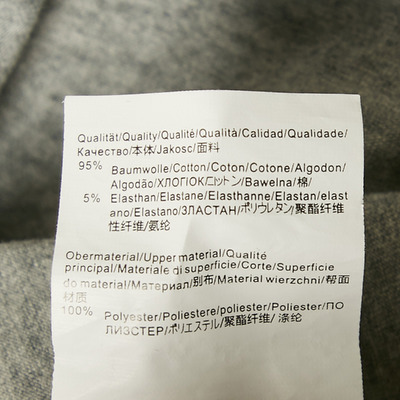 Qualität/Quality/Qualité/Qualità/Calidad/Qualidade/
Качество/本体/Jakosc/面料
95% Baumwolle/Cotton/Coton/Cotone/Algodon/
Algodão/ХЛОПОК/コットン/Bawelna/棉/
5% Elasthan/Elastane/Elasthanne/Elastan/elast
ano/Elastano/ЭЛАСТАН/ポリウレタン/聚酯纤维
性纤维/氨纶
Obermaterial/Upper material/Qualité
principal/Materiale di superficie/Corte/Superficie
do material/Материал/别布/Material wierzchni/帮面
材质
100% Polyester/Poliestere/poliester/Poliester/ПО
ЛИЭСТЕР/ポリエステル/聚酯纤维/涤纶